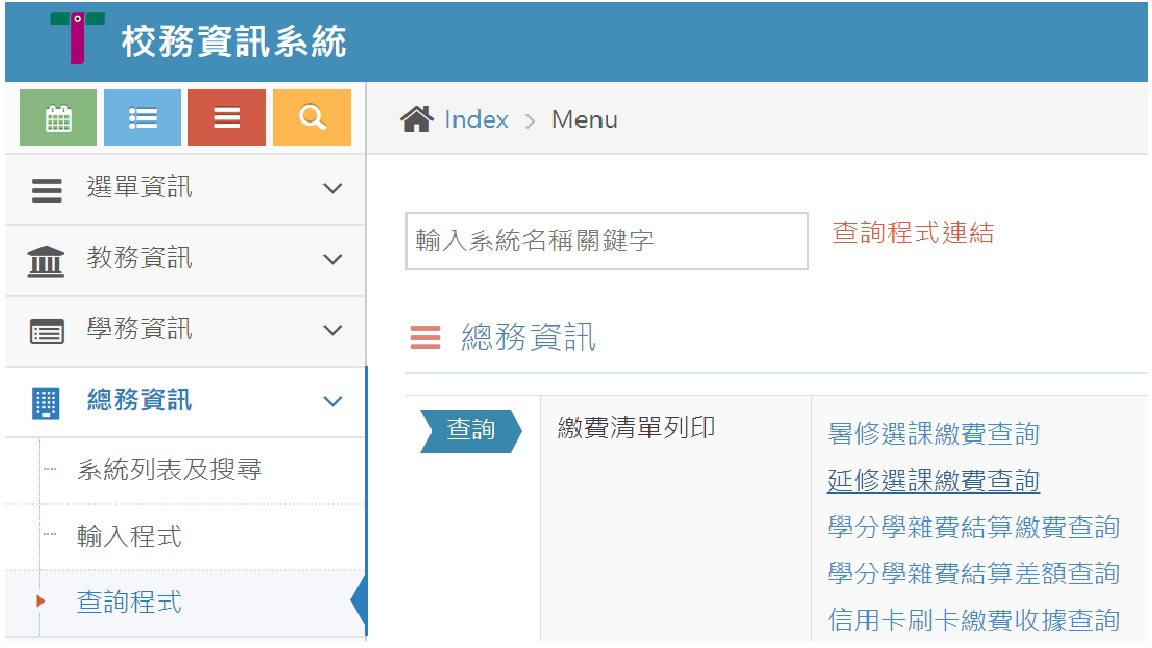 校務資訊系統
Index > Menu
選單資訊
教務資訊
學務資訊
總務資訊
系統列表及搜尋
輸入程式
查詢程式
輸入系統名稱關鍵字
查詢程式連結
總務資訊
查詢
繳費清單列印
暑修選課繳費查詢
延修選課繳費查詢
學分學雜費結算繳費查詢
學分學雜費結算差額查詢
信用卡刷卡繳費收據查詢